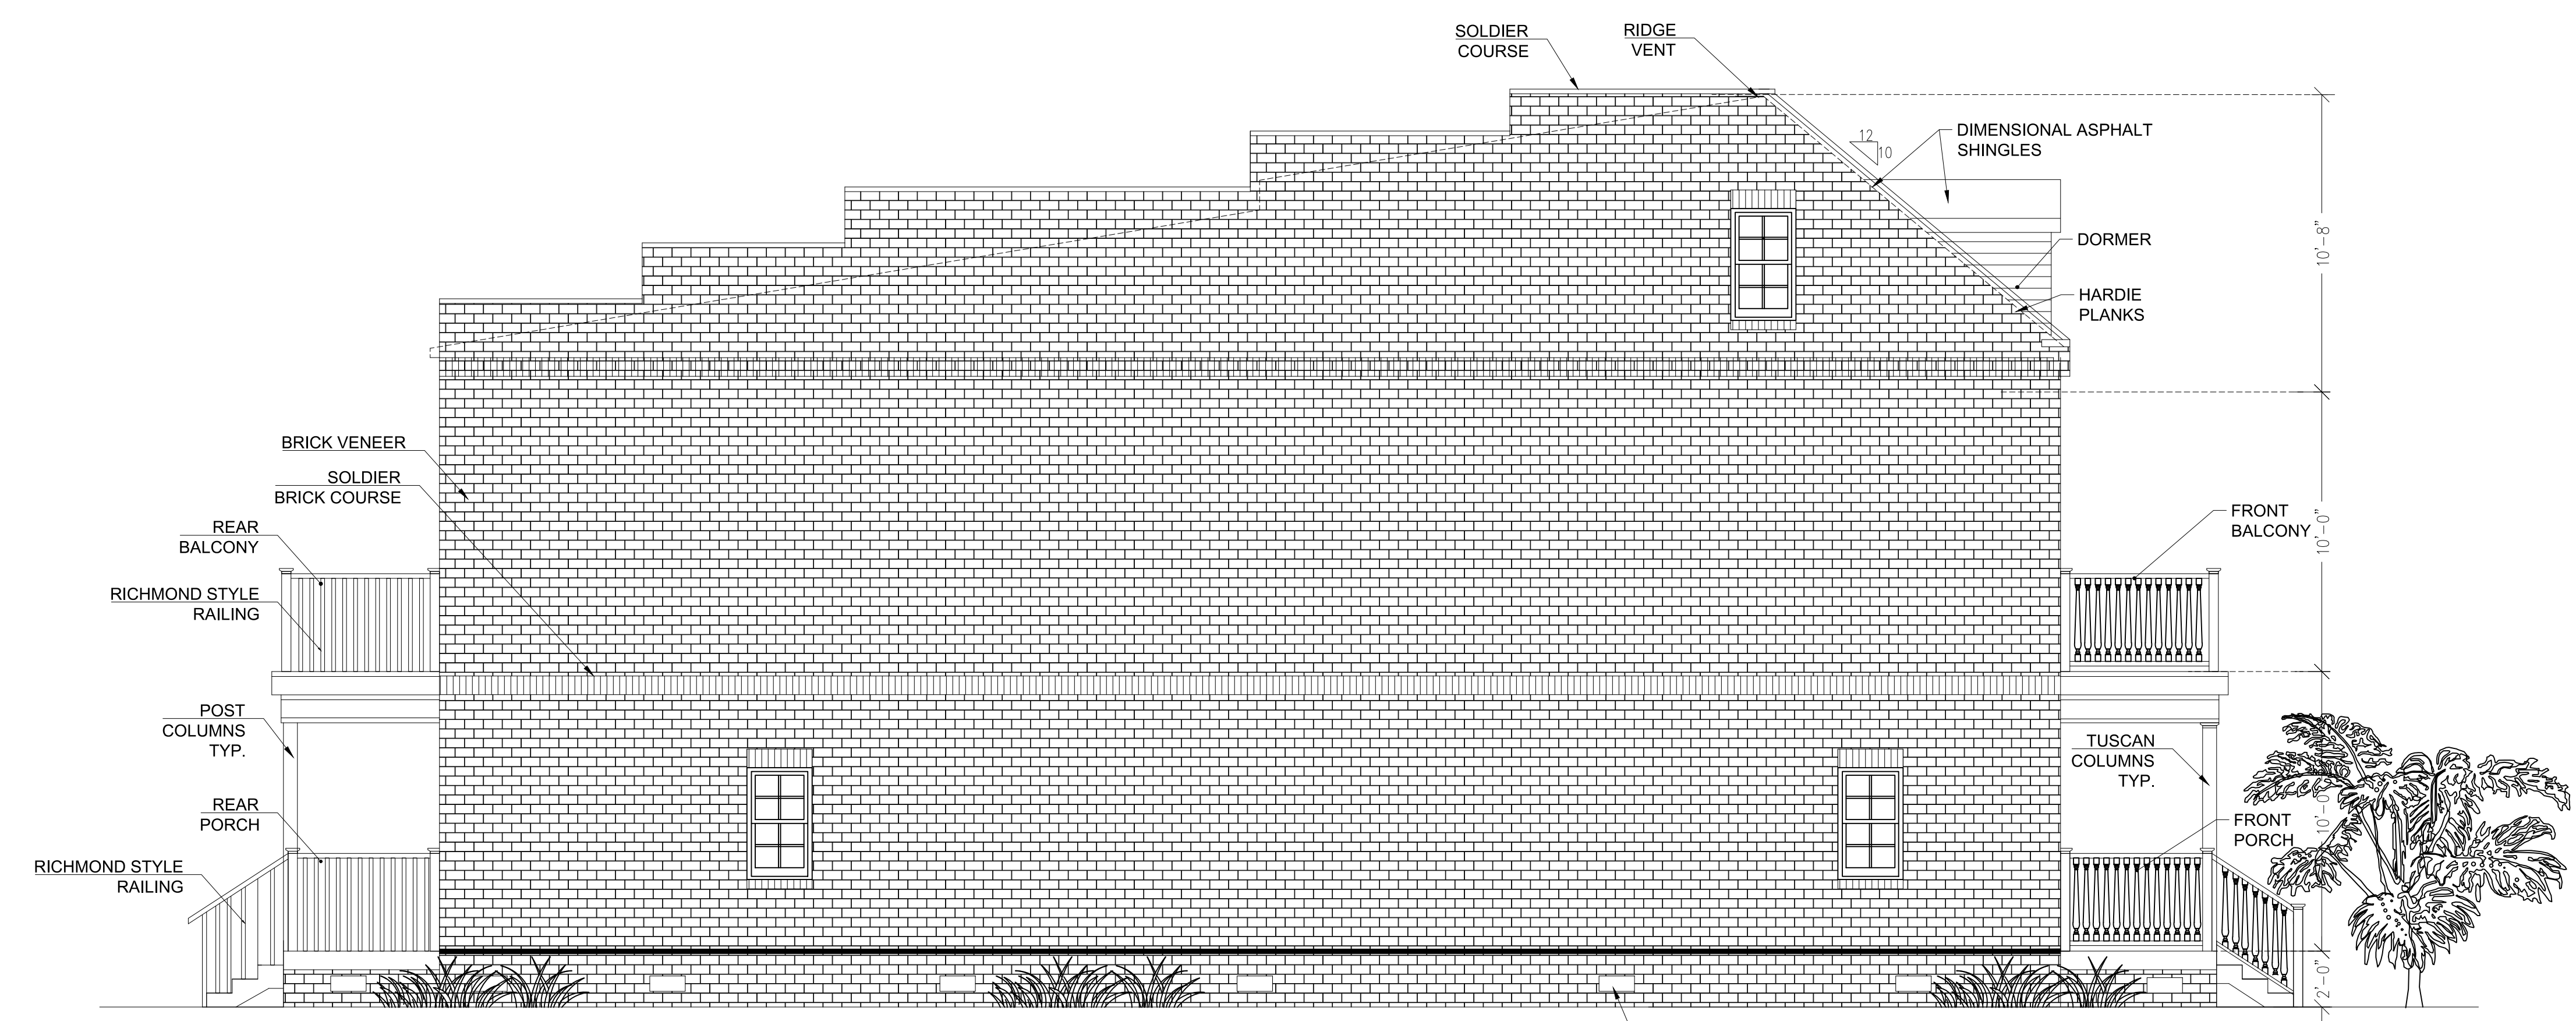 SOLDIER
COURSE
RIDGE
VENT
12
10
DIMENSIONAL ASPHALT
SHINGLES
DORMER
HARDIE
PLANKS
10'-8"
BRICK VENEER
SOLDIER
BRICK COURSE
REAR
BALCONY
RICHMOND STYLE
RAILING
FRONT
BALCONY
10'-0"
POST
COLUMNS
TYP.
TUSCAN
COLUMNS
TYP.
REAR
PORCH
FRONT
PORCH
10'-0"
RICHMOND STYLE
RAILING
2'-0"